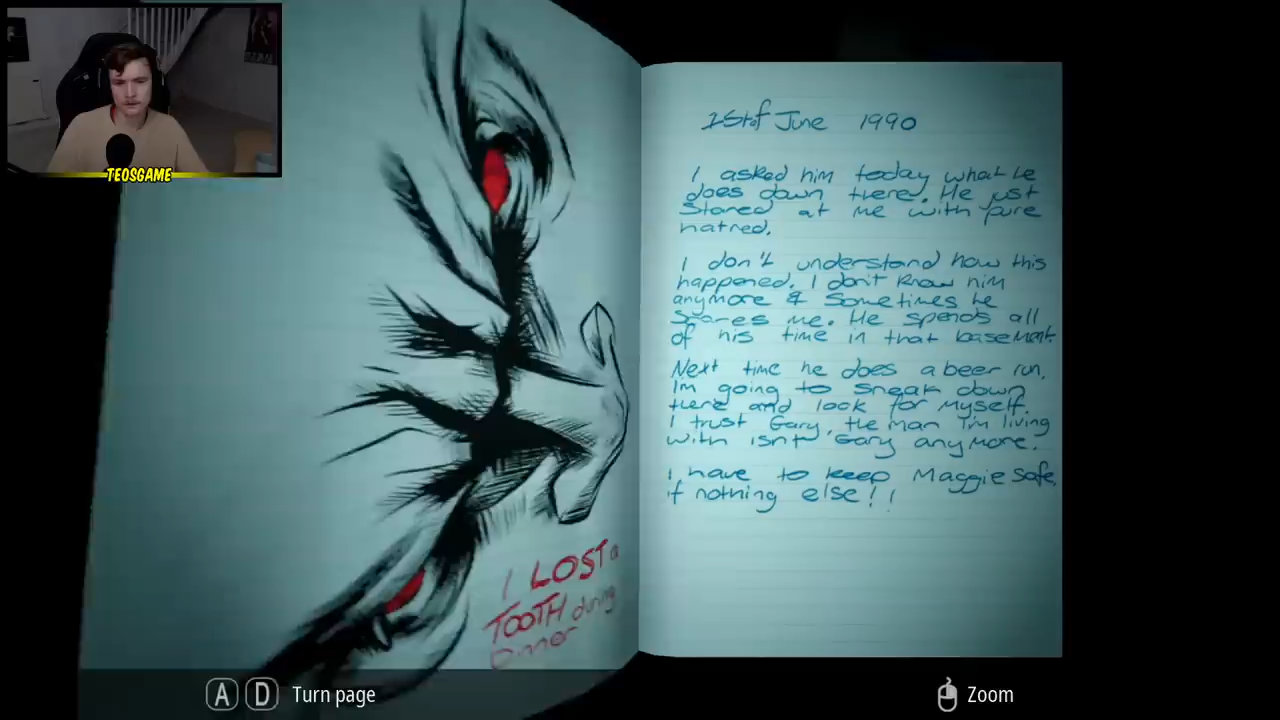 TEOSGAME
I LOST a
TOOTH during
Dinner
1st of June 1990
I asked him today what he
does down there. He just
stared at me with pure
hatred.
I don't understand how this
happened. I don't know him
anymore & sometimes he
scares me. He spends all
of his time in that basement.
Next time he does a beer run,
I'm going to sneak down
there and look for myself.
I trust Gary, the man I'm living
with isn't Gary anymore.
I have to keep Maggie safe,
if nothing else!!
A D Turn page
Zoom